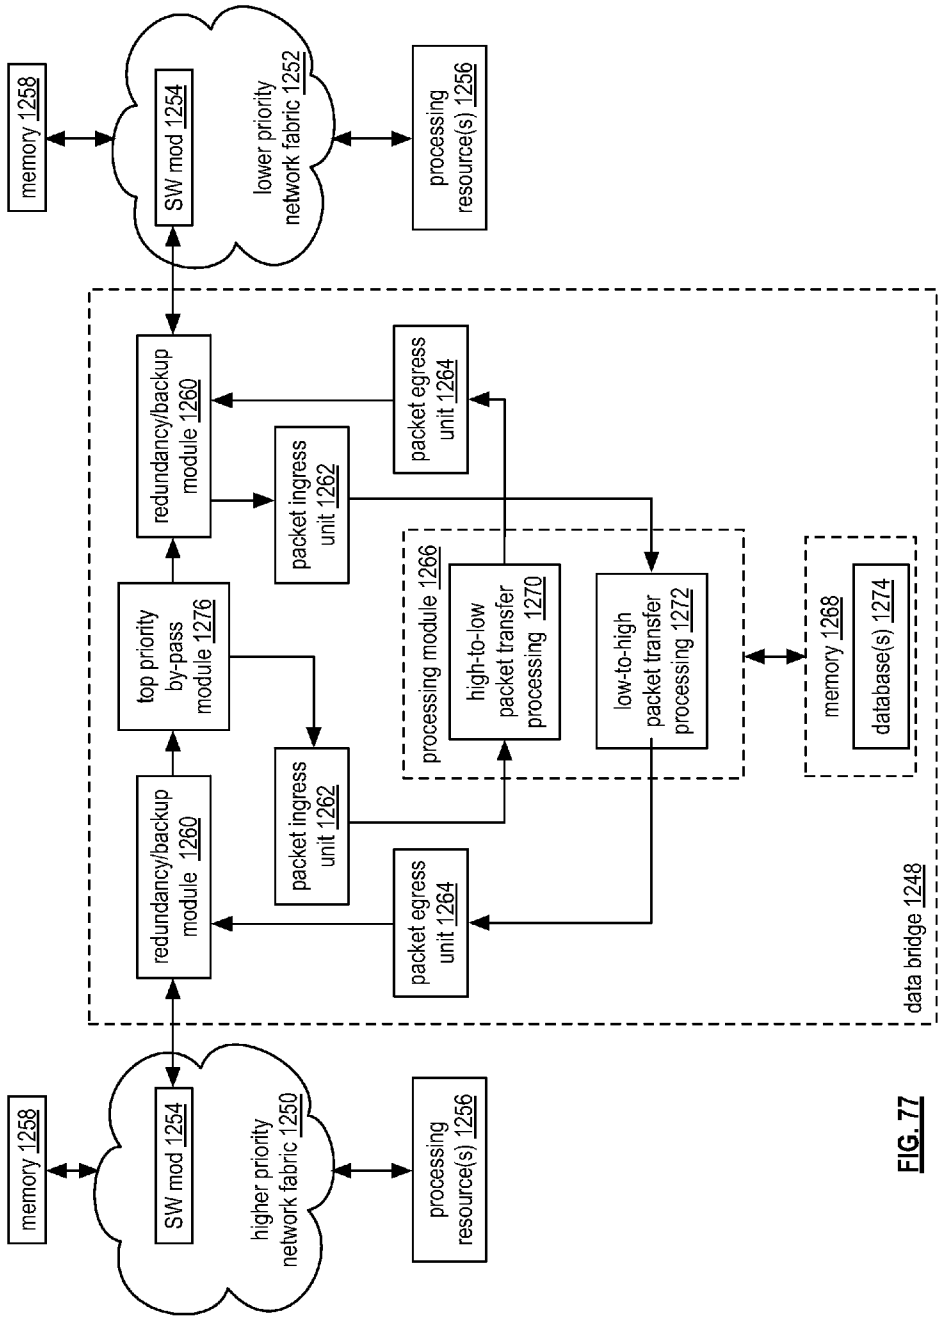 memory 1258
SW mod 1254
higher priority
network fabric 1250
processing
resource(s) 1256
redundancy/backup
module 1260
top priority
by-pass
module 1276
redundancy/backup
module 1260
packet ingress
unit 1262
packet ingress
unit 1262
packet egress
unit 1264
packet egress
unit 1264
processing module 1266
high-to-low
packet transfer
processing 1270
low-to-high
packet transfer
processing 1272
memory 1268
database(s) 1274
data bridge 1248
memory 1258
SW mod 1254
lower priority
network fabric 1252
processing
resource(s) 1256
FIG. 77